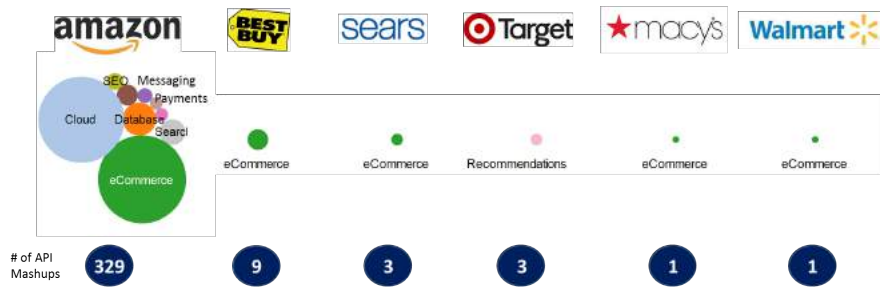 amazon
BEST
BUY
sears
Target
macy's
Walmart
SEO
Messaging
Payments
Cloud
Database
Searcl
eCommerce
eCommerce
eCommerce
Recommendations
eCommerce
eCommerce
# of API
Mashups
329
9
3
3
1
1